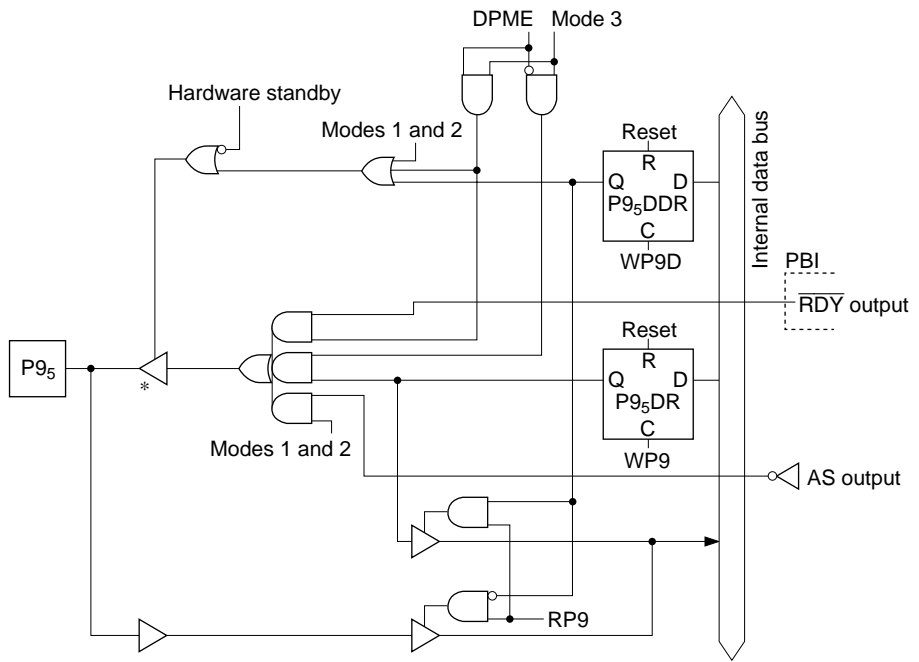 DPME
Mode 3
Hardware standby
Modes 1 and 2
Reset
R
Q
D
P9₅DDR
C
WP9D
Internal data bus
PBI
RDY output
Reset
R
Q
D
P9₅DR
C
WP9
P9₅
*
Modes 1 and 2
AS output
RP9